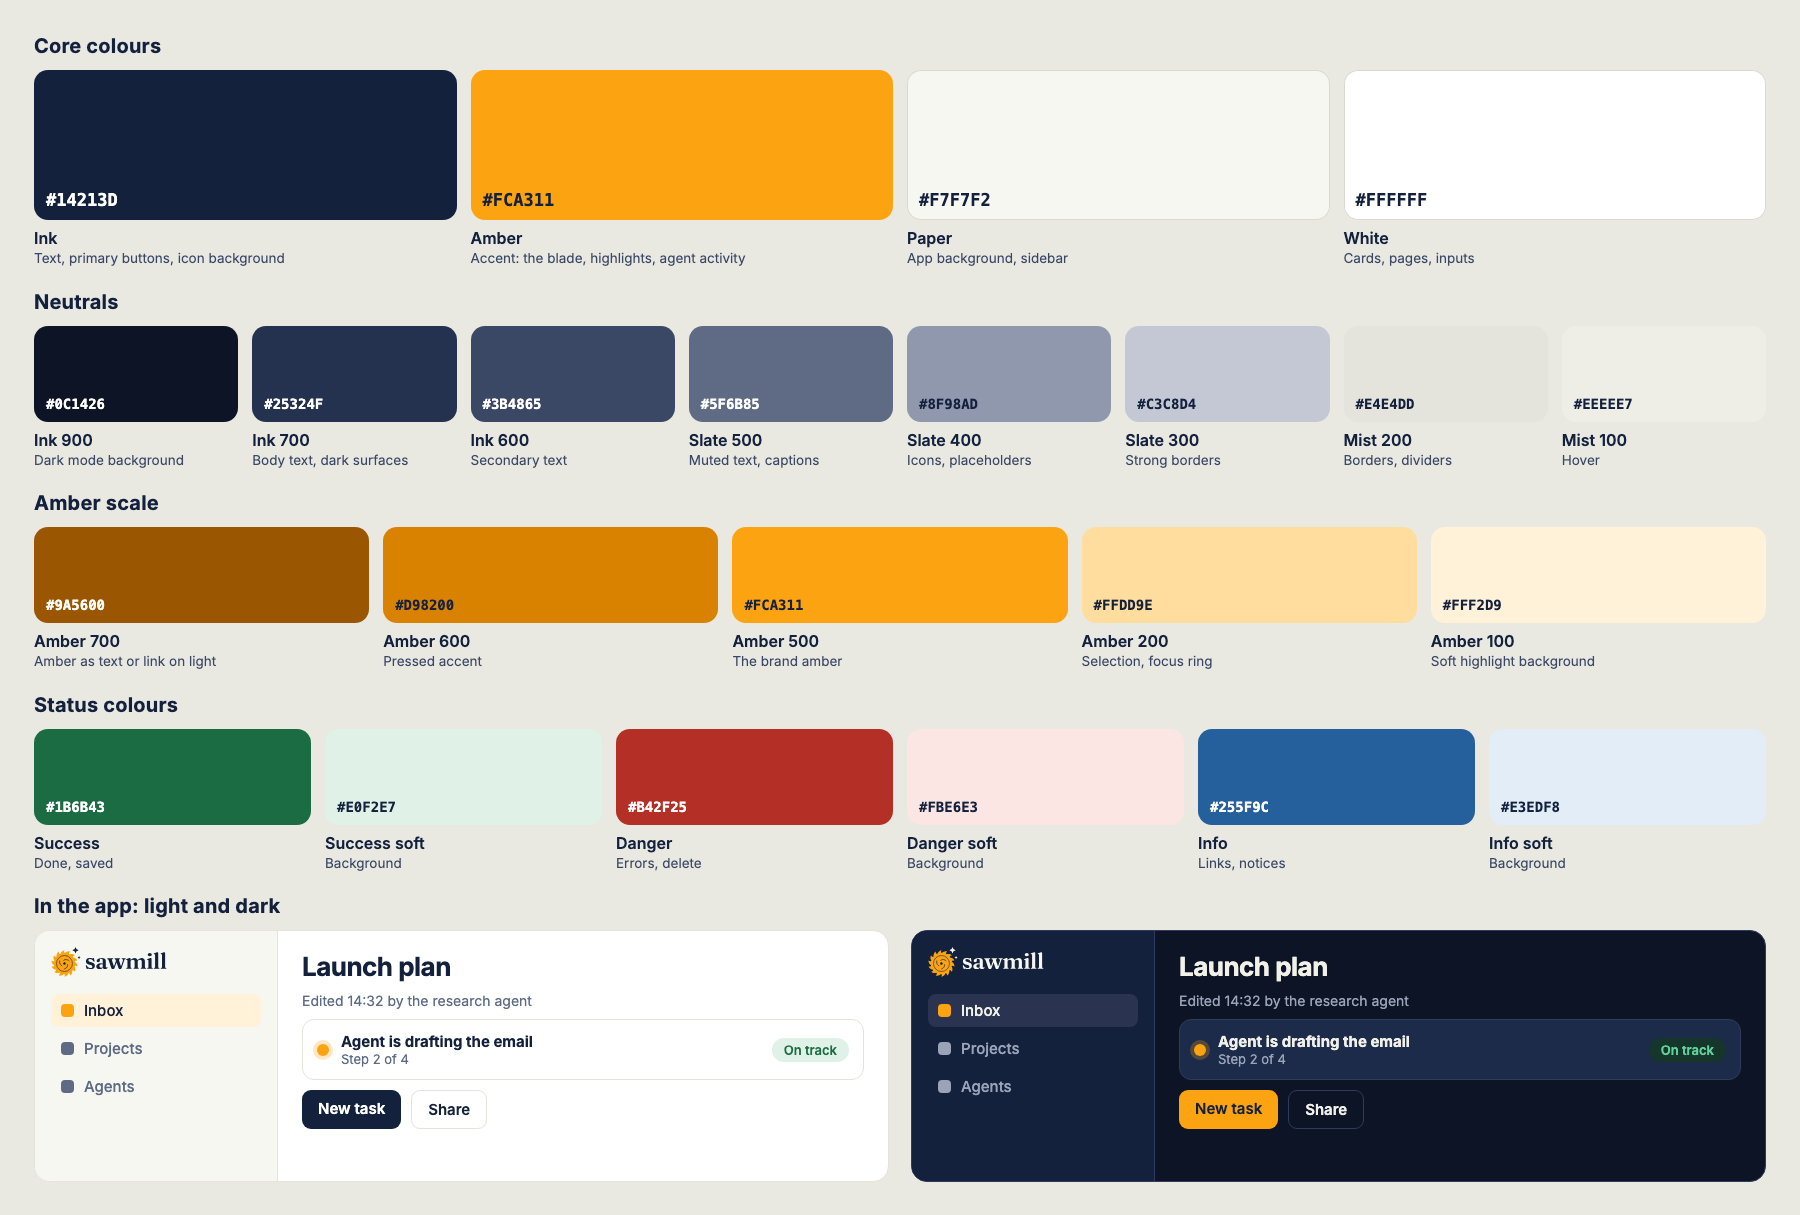 Core colours
#14213D
#FCA311
#F7F7F2
#FFFFFF
Ink
Amber
Paper
White
Text, primary buttons, icon background
Accent: the blade, highlights, agent activity
App background, sidebar
Cards, pages, inputs
Neutrals
#0C1426
#25324F
#3B4865
#5F6B85
#8F98AD
#C3C8D4
#E4E4DD
#EEEEE7
Ink 900
Ink 700
Ink 600
Slate 500
Slate 400
Slate 300
Mist 200
Mist 100
Dark mode background
Body text, dark surfaces
Secondary text
Muted text, captions
Icons, placeholders
Strong borders
Borders, dividers
Hover
Amber scale
#9A5600
#D98200
#FCA311
#FFDD9E
#FFF2D9
Amber 700
Amber 600
Amber 500
Amber 200
Amber 100
Amber as text or link on light
Pressed accent
The brand amber
Selection, focus ring
Soft highlight background
Status colours
#1B6B43
#E0F2E7
#B42F25
#FBE6E3
#255F9C
#E3EDF8
Success
Success soft
Danger
Danger soft
Info
Info soft
Done, saved
Background
Errors, delete
Background
Links, notices
Background
In the app: light and dark
sawmill
Inbox
Projects
Agents
Launch plan
Edited 14:32 by the research agent
Agent is drafting the email
Step 2 of 4
On track
New task
Share
sawmill
Inbox
Projects
Agents
Launch plan
Edited 14:32 by the research agent
Agent is drafting the email
Step 2 of 4
On track
New task
Share